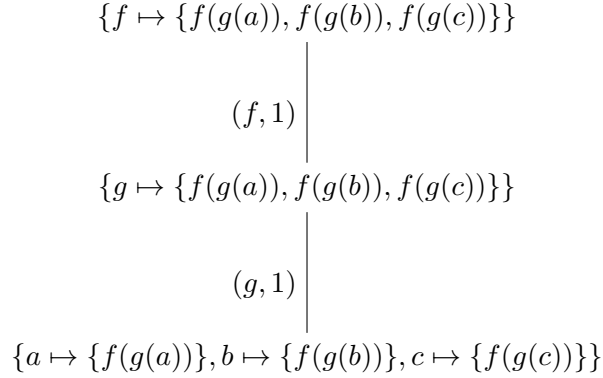 {f ↦ {f(g(a)), f(g(b)), f(g(c))}}
(f, 1)
{g ↦ {f(g(a)), f(g(b)), f(g(c))}}
(g, 1)
{a ↦ {f(g(a))}, b ↦ {f(g(b))}, c ↦ {f(g(c))}}